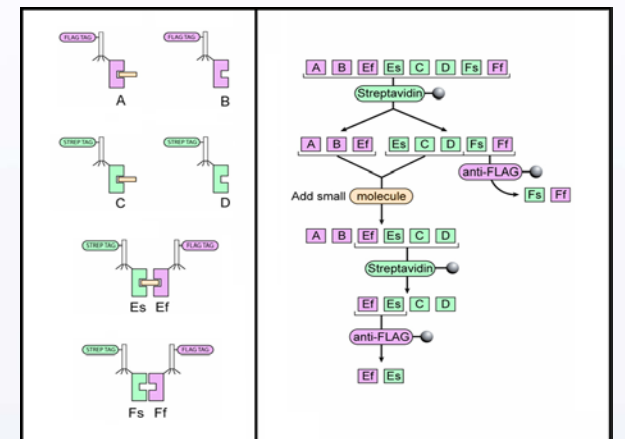 FLAG TAG
FLAG TAG
A
B
STREP TAG
STREP TAG
C
D
STREP TAG
FLAG TAG
Es Ef
STREP TAG
FLAG TAG
Fs Ff
A B Ef Es C D Fs Ff
Streptavidin
A B Ef Es C D Fs Ff
anti-FLAG
Fs Ff
Add small molecule
A B Ef Es C D
Streptavidin
Ef Es C D
anti-FLAG
Ef Es